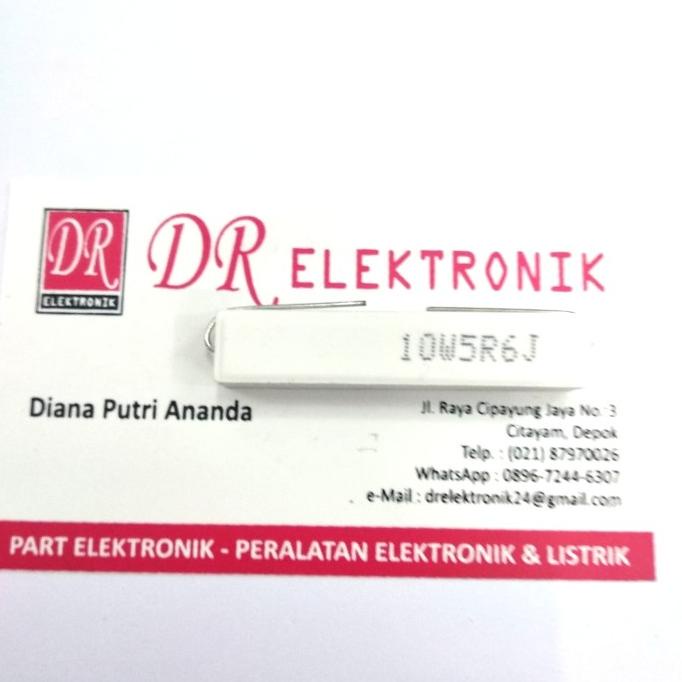 DR
ELEKTRONIK
DR ELEKTRONIK
10W5R6J
Diana Putri Ananda
Jl. Raya Cipayung Jaya No. 3
Citayam, Depok
Telp. : (021) 87970026
WhatsApp : 0896-7244-6307
e-Mail : drelektronik24@gmail.com
PART ELEKTRONIK - PERALATAN ELEKTRONIK & LISTRIK